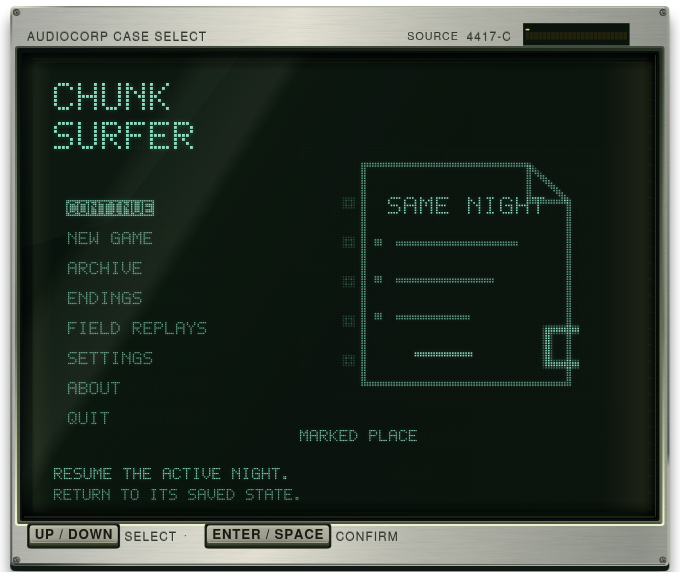 AUDIOCORP CASE SELECT
SOURCE 4417-C
CHUNK
SURFER
CONTINUE
NEW GAME
ARCHIVE
ENDINGS
FIELD REPLAYS
SETTINGS
ABOUT
QUIT
SAME NIGHT
MARKED PLACE
RESUME THE ACTIVE NIGHT.
RETURN TO ITS SAVED STATE.
UP / DOWN SELECT · ENTER / SPACE CONFIRM